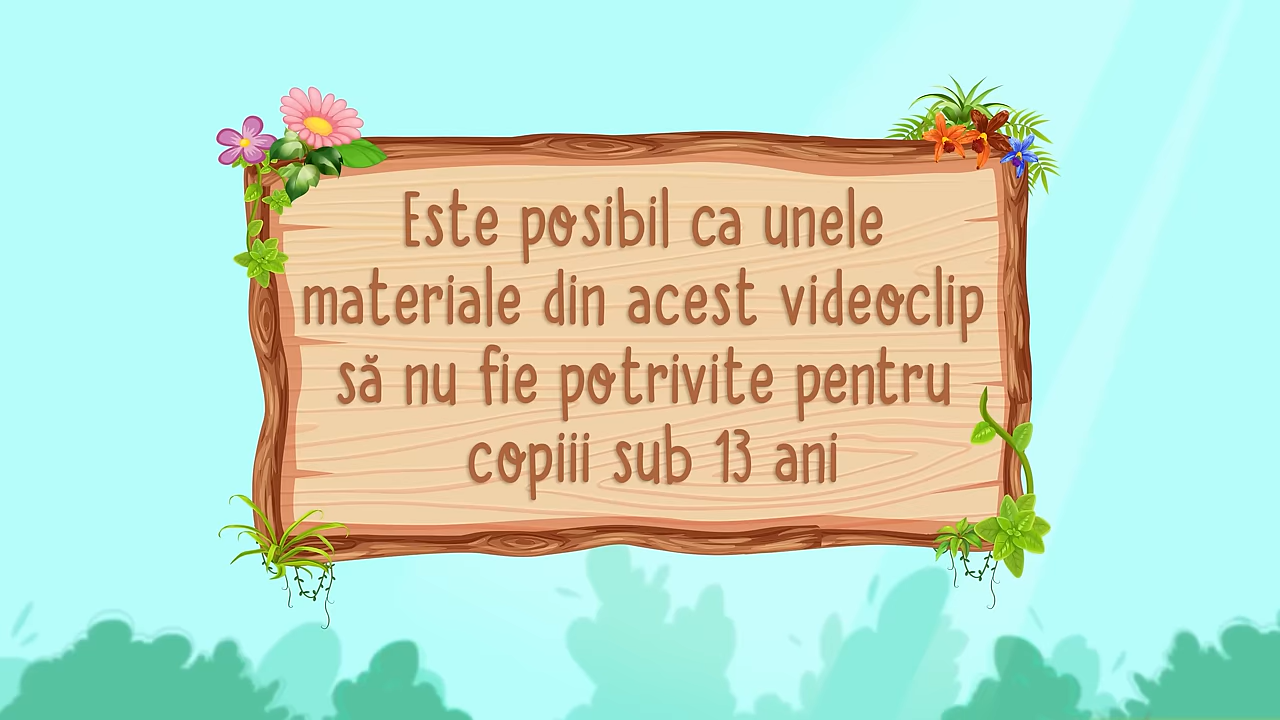 Este posibil ca unele
materiale din acest videoclip
să nu fie potrivite pentru
copiii sub 13 ani